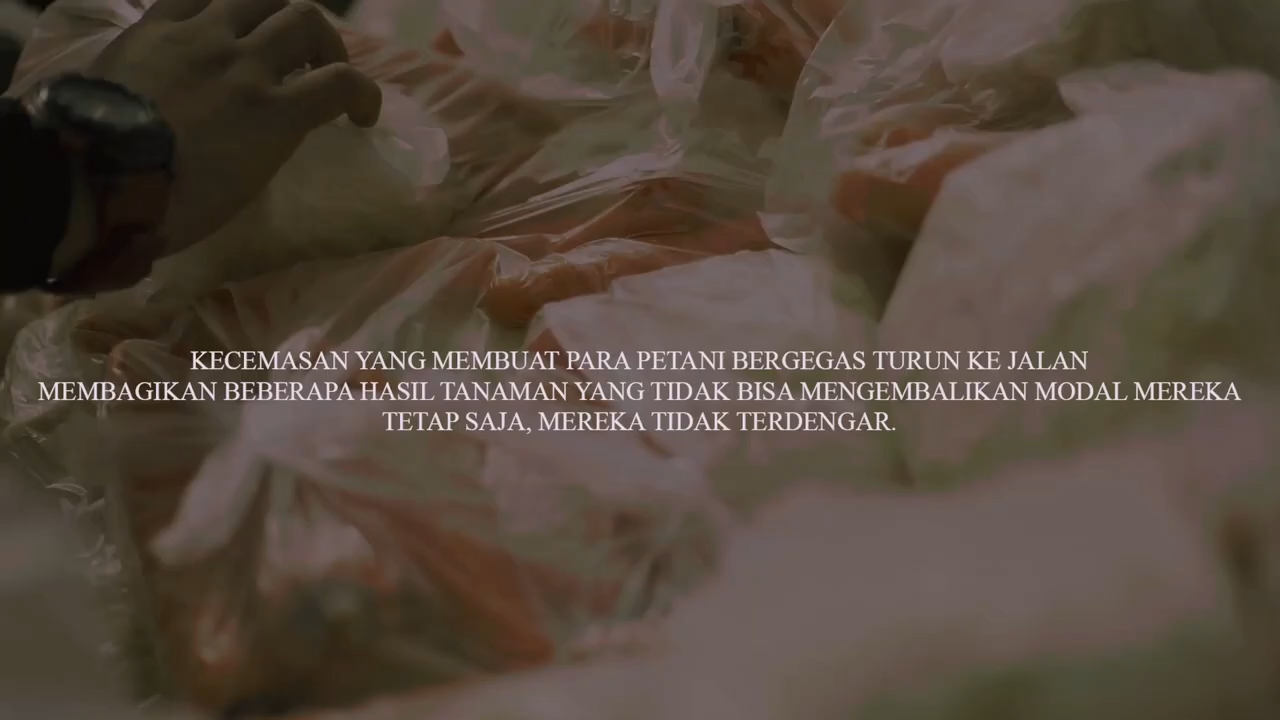 KECEMASAN YANG MEMBUAT PARA PETANI BERGEGAS TURUN KE JALAN
MEMBAGIKAN BEBERAPA HASIL TANAMAN YANG TIDAK BISA MENGEMBALIKAN MODAL MEREKA
TETAP SAJA, MEREKA TIDAK TERDENGAR.